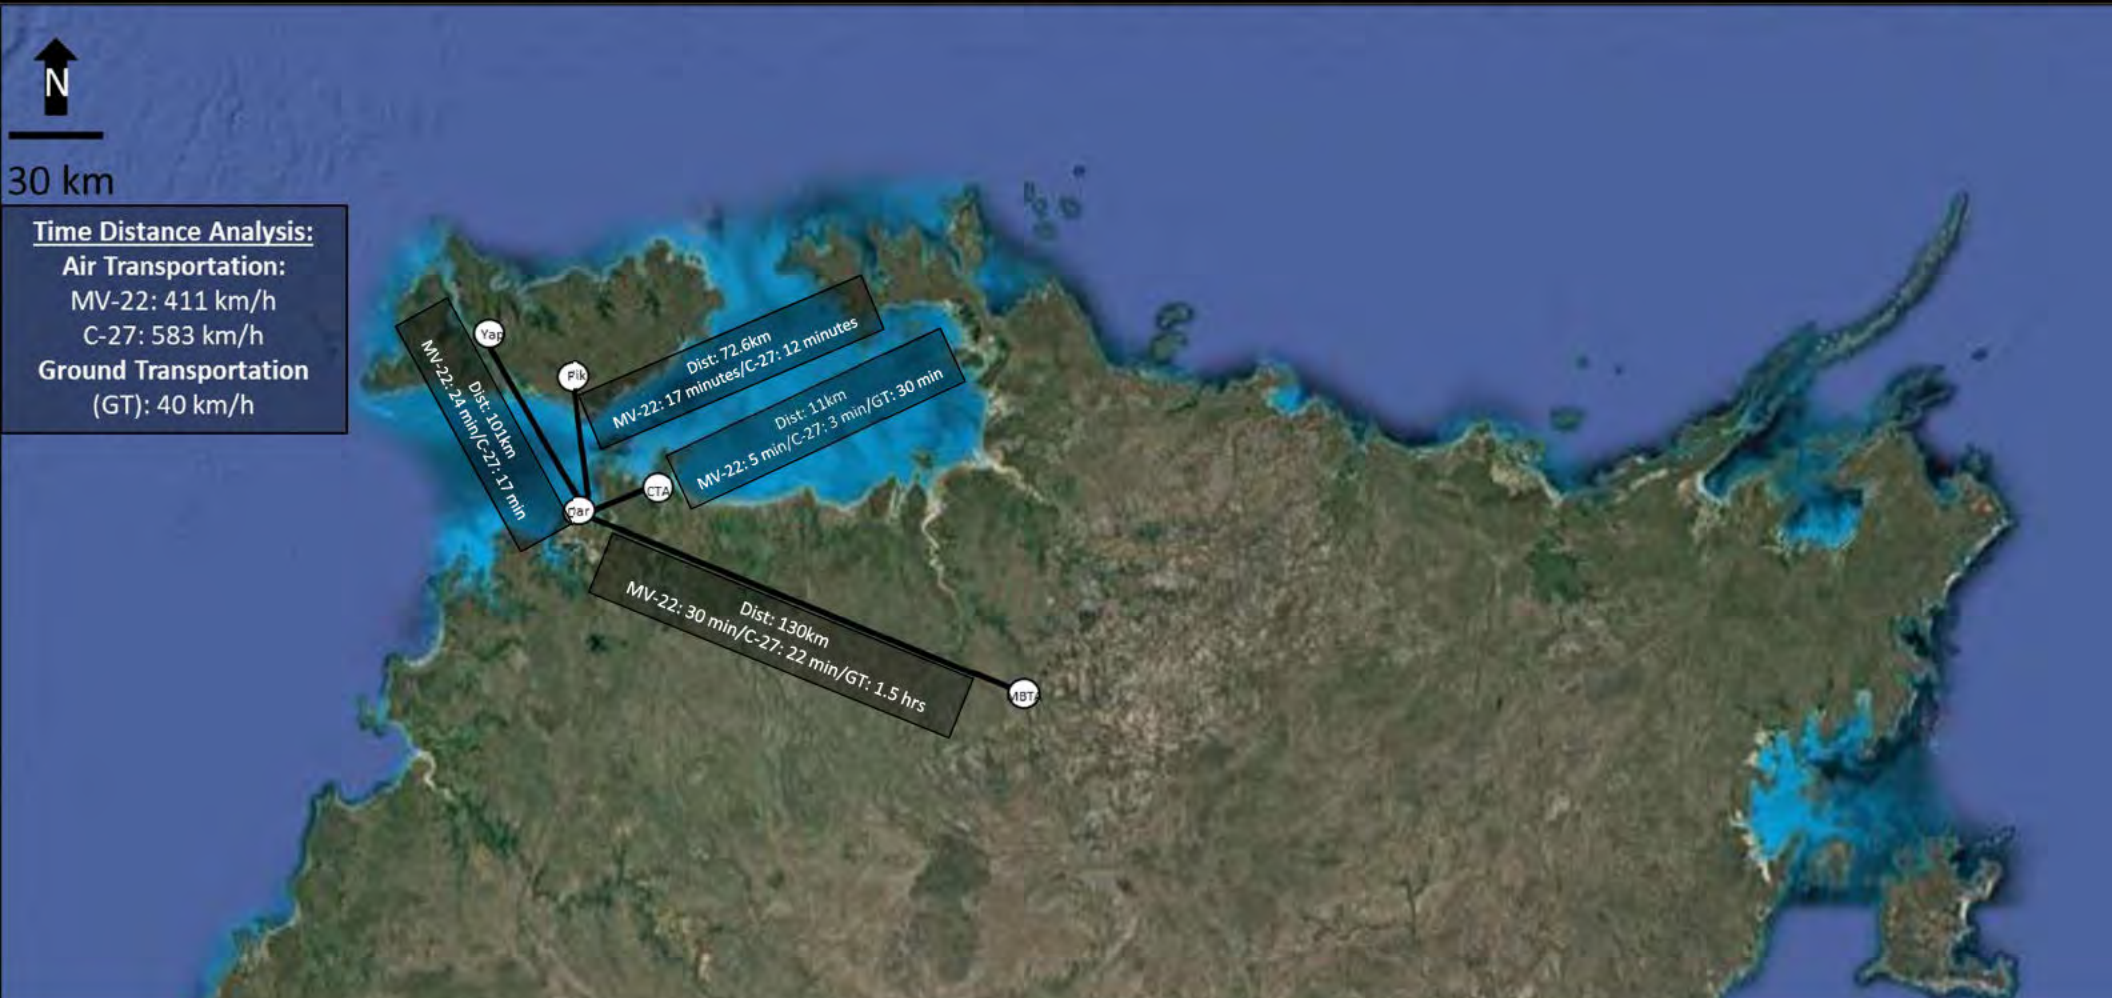 N
30 km
Time Distance Analysis:
Air Transportation:
MV-22: 411 km/h
C-27: 583 km/h
Ground Transportation
(GT): 40 km/h
Yap
Pik
Dist: 72.6km
MV-22: 17 minutes/C-27: 12 minutes
Dist: 101km
MV-22: 24 min/C-27: 17 min
Dist: 11km
MV-22: 5 min/C-27: 3 min/GT: 30 min
CTA
Dar
Dist: 130km
MV-22: 30 min/C-27: 22 min/GT: 1.5 hrs
MBTA